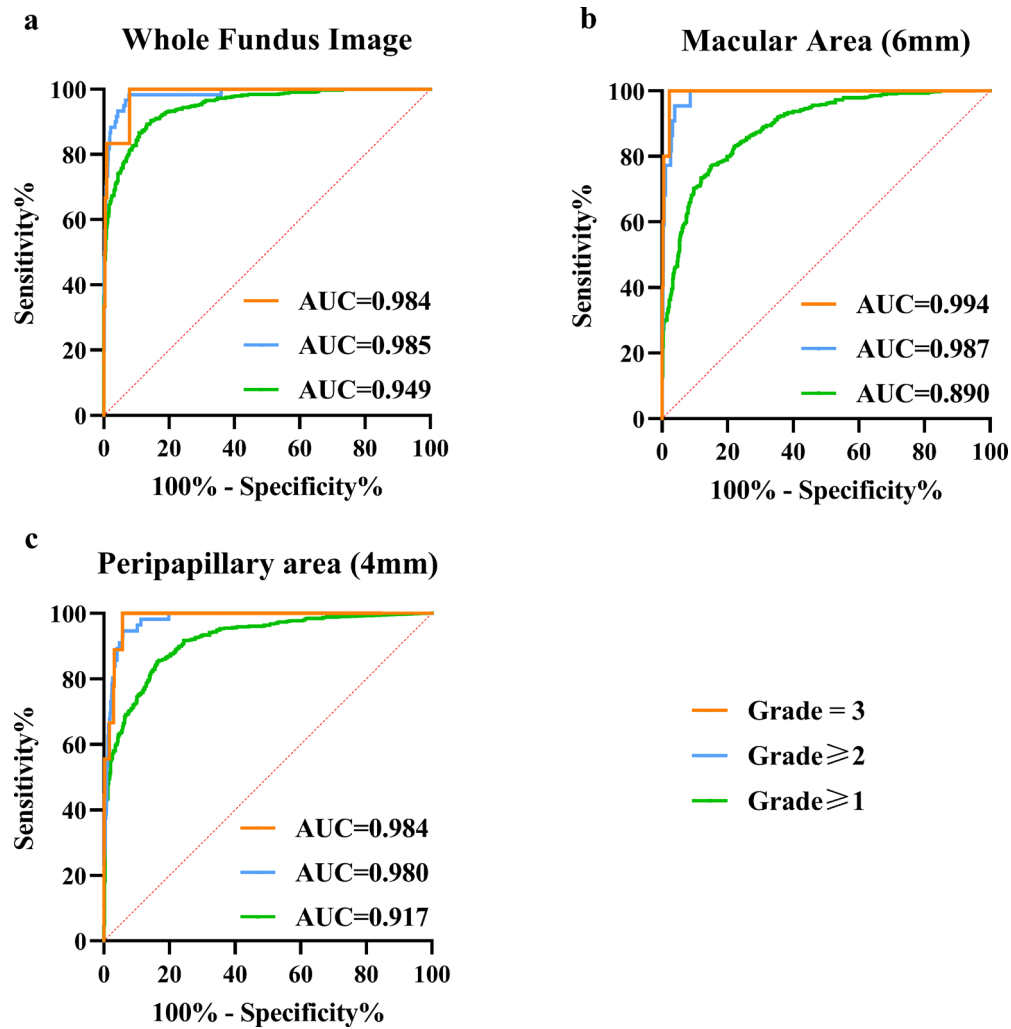 a
Whole Fundus Image
Sensitivity%
100
80
60
40
20
0
AUC=0.984
AUC=0.985
AUC=0.949
0 20 40 60 80 100
100% - Specificity%
b
Macular Area (6mm)
Sensitivity%
100
80
60
40
20
0
AUC=0.994
AUC=0.987
AUC=0.890
0 20 40 60 80 100
100% - Specificity%
c
Peripapillary area (4mm)
Sensitivity%
100
80
60
40
20
0
AUC=0.984
AUC=0.980
AUC=0.917
0 20 40 60 80 100
100% - Specificity%
Grade = 3
Grade⩾2
Grade⩾1